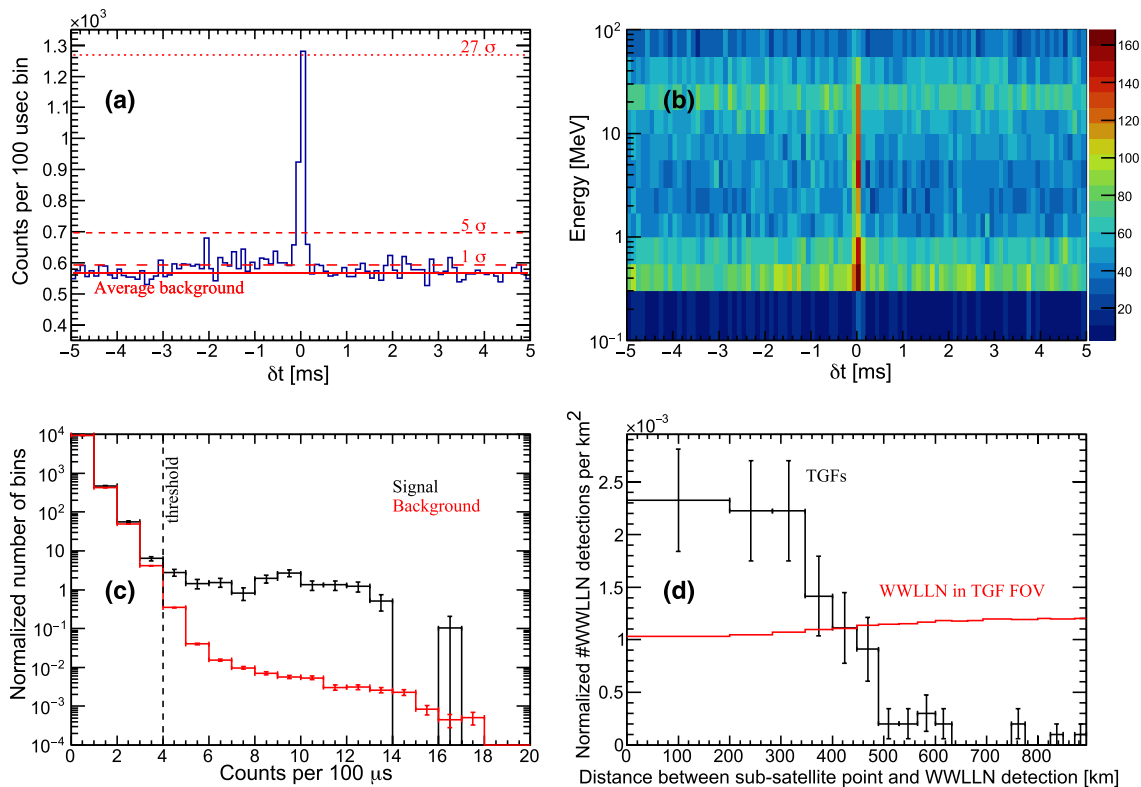 ×10³
Counts per 100 usec bin
1.3
1.2
1.1
1
0.9
0.8
0.7
0.6
0.5
0.4
(a)
27 σ
5 σ
1 σ
Average background
−5 −4 −3 −2 −1 0 1 2 3 4 5
δt [ms]
Energy [MeV]
10²
10
1
10⁻¹
(b)
160
140
120
100
80
60
40
20
−5 −4 −3 −2 −1 0 1 2 3 4 5
δt [ms]
Normalized number of bins
10⁴
10³
10²
10
1
10⁻¹
10⁻²
10⁻³
10⁻⁴
threshold
Signal
Background
(c)
0 2 4 6 8 10 12 14 16 18 20
Counts per 100 μs
×10⁻³
Normalized #WWLLN detections per km²
2.5
2
1.5
1
0.5
0
TGFs
WWLLN in TGF FOV
(d)
0 100 200 300 400 500 600 700 800
Distance between sub-satellite point and WWLLN detection [km]